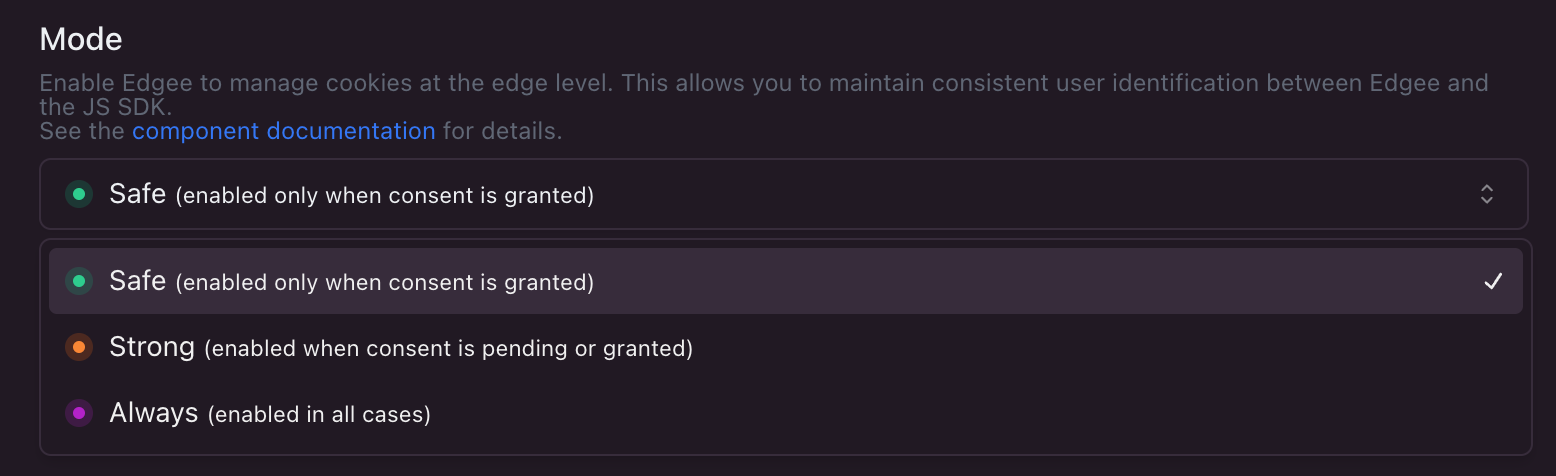 Mode
Enable Edgee to manage cookies at the edge level. This allows you to maintain consistent user identification between Edgee and
the JS SDK.
See the component documentation for details.
Safe (enabled only when consent is granted)
Safe (enabled only when consent is granted)
Strong (enabled when consent is pending or granted)
Always (enabled in all cases)